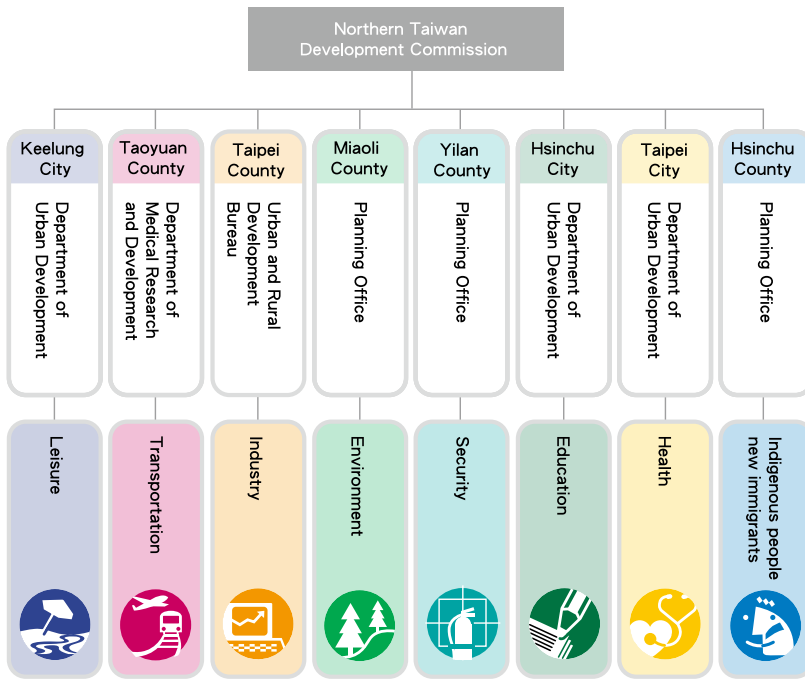 Northern Taiwan
Development Commission
Keelung
City
Department of
Urban Development
Leisure
Taoyuan
County
Department of
Medical Research
and Development
Transportation
Taipei
County
Urban and Rural
Development
Bureau
Industry
Miaoli
County
Planning Office
Environment
Yilan
County
Planning Office
Security
Hsinchu
City
Department of
Urban Development
Education
Taipei
City
Department of
Urban Development
Health
Hsinchu
County
Planning Office
Indigenous people
new immigrants